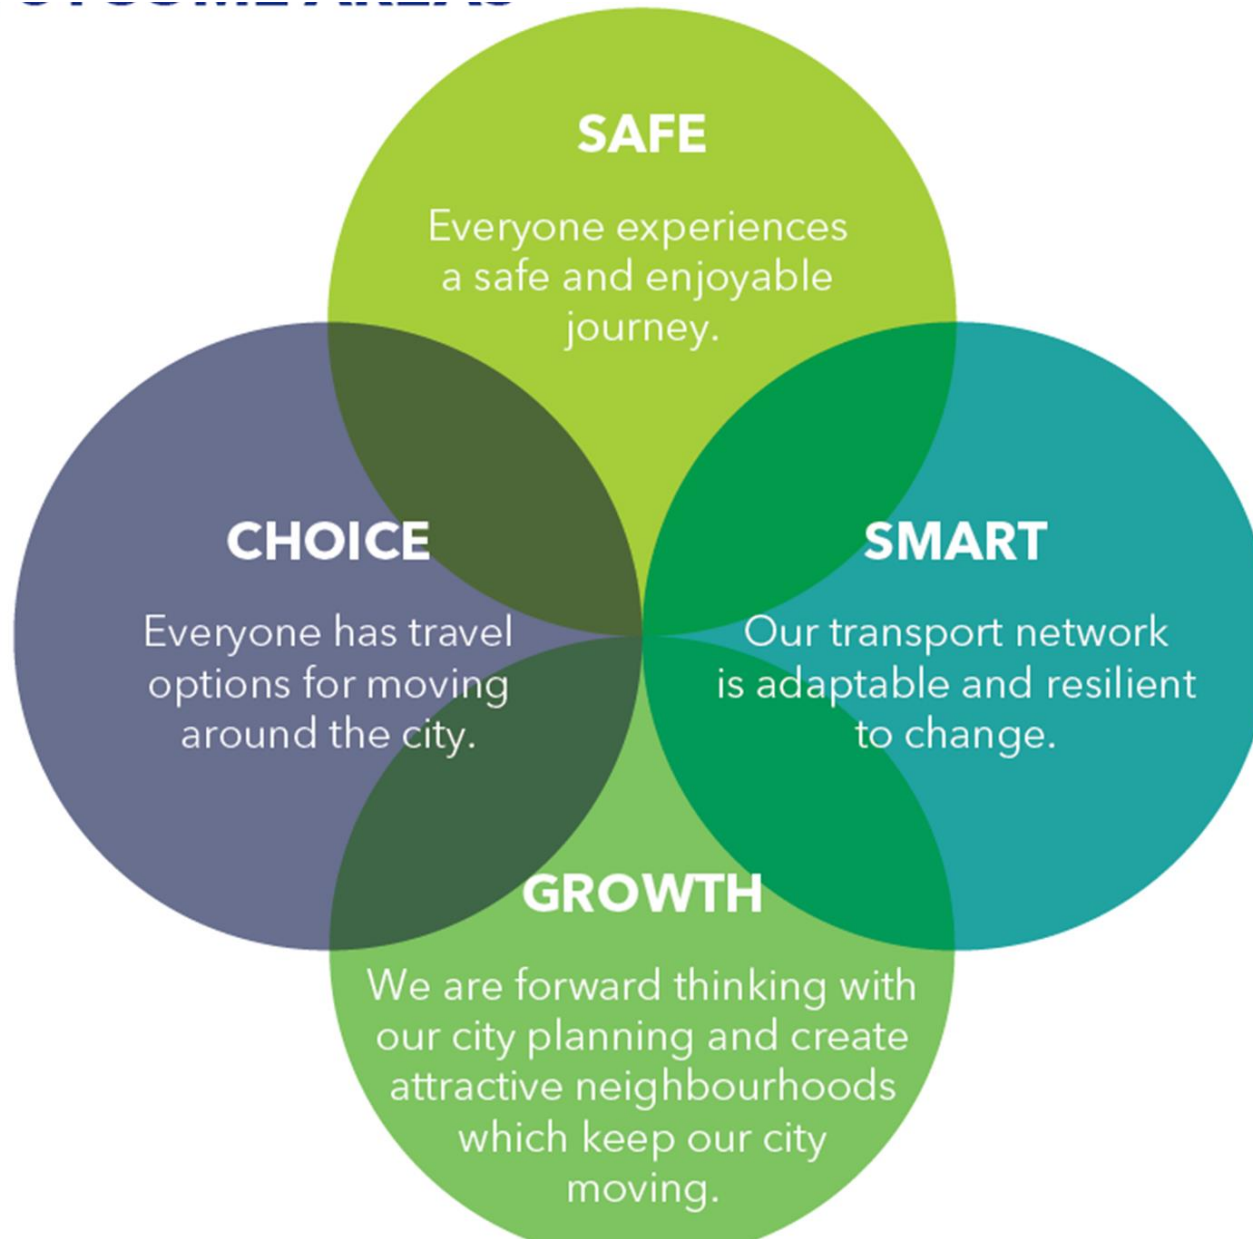 SAFE
Everyone experiences
a safe and enjoyable
journey.
CHOICE
Everyone has travel
options for moving
around the city.
SMART
Our transport network
is adaptable and resilient
to change.
GROWTH
We are forward thinking with
our city planning and create
attractive neighbourhoods
which keep our city
moving.